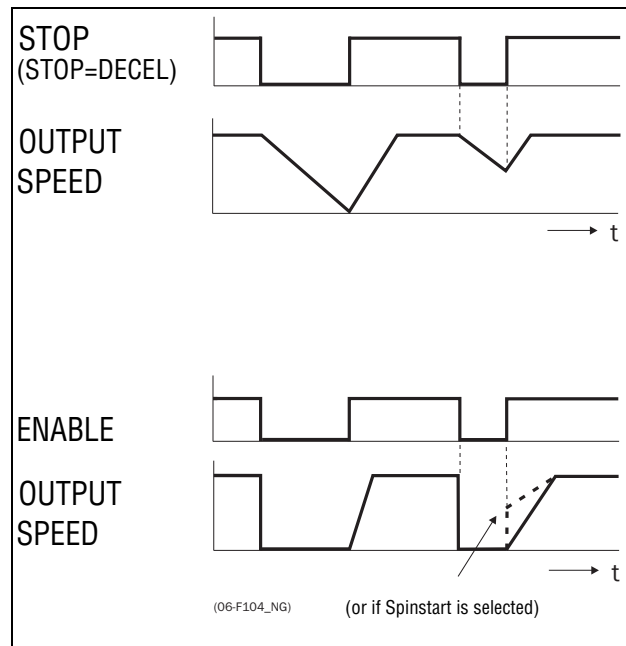 STOP
(STOP=DECEL)
OUTPUT
SPEED
t
ENABLE
OUTPUT
SPEED
t
(06-F104_NG)
(or if Spinstart is selected)